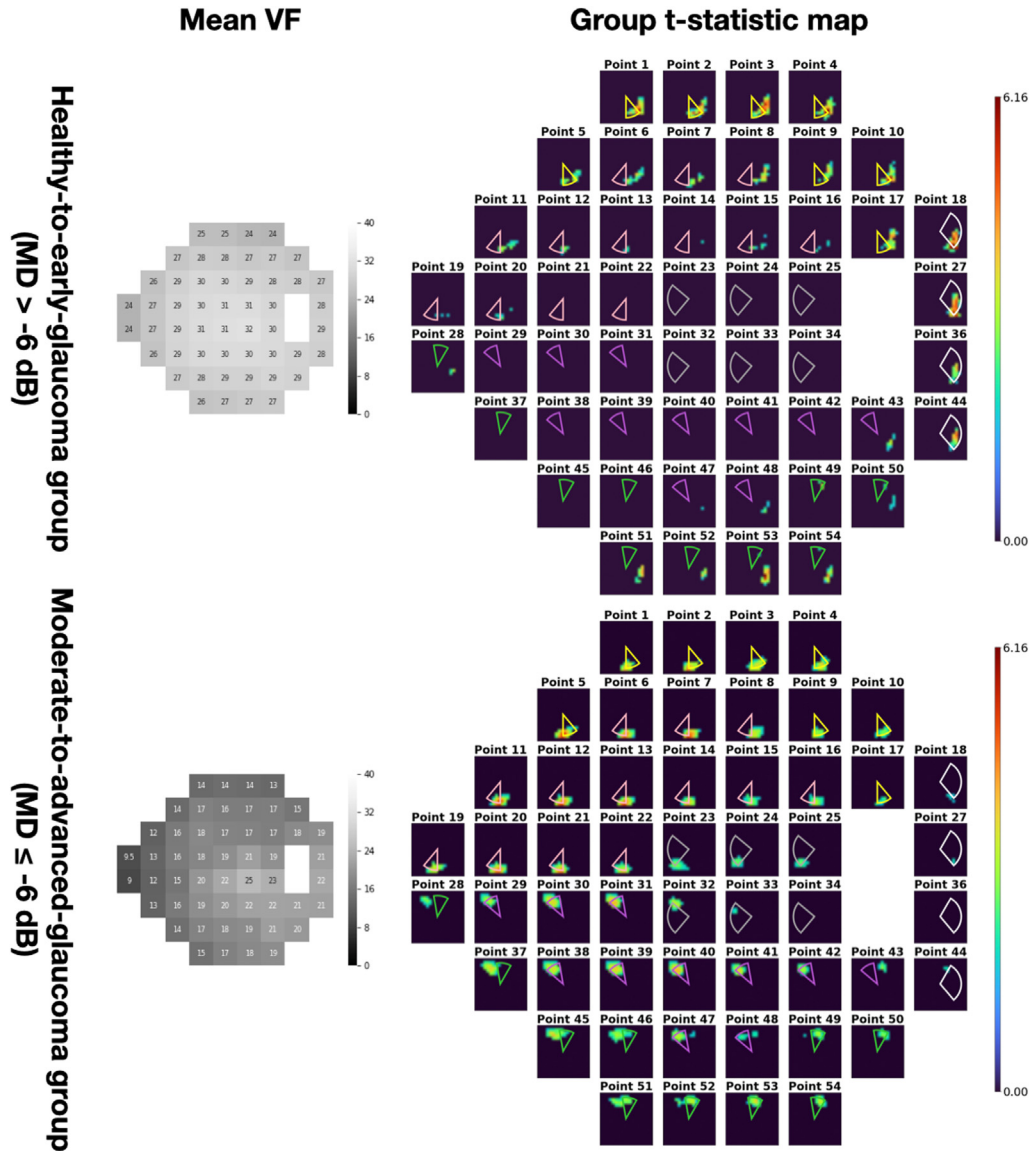 Mean VF
Group t-statistic map
Healthy-to-early-glaucoma group
(MD > -6 dB)
25 25 24 24
27 28 28 27 27 27
26 29 30 30 29 28 28 27
24 27 29 30 31 31 30 28
24 27 29 31 31 32 30 29
26 29 30 30 30 30 29 28
27 28 29 29 29 29
26 27 27 27
40
32
24
16
8
0
Point 1 Point 2 Point 3 Point 4
Point 5 Point 6 Point 7 Point 8 Point 9 Point 10
Point 11 Point 12 Point 13 Point 14 Point 15 Point 16 Point 17 Point 18
Point 19 Point 20 Point 21 Point 22 Point 23 Point 24 Point 25 Point 27
Point 28 Point 29 Point 30 Point 31 Point 32 Point 33 Point 34 Point 36
Point 37 Point 38 Point 39 Point 40 Point 41 Point 42 Point 43 Point 44
Point 45 Point 46 Point 47 Point 48 Point 49 Point 50
Point 51 Point 52 Point 53 Point 54
6.16
0.00
Moderate-to-advanced-glaucoma group
(MD ≤ -6 dB)
14 14 14 13
14 17 16 17 17 15
12 16 18 17 17 17 18 19
9.5 13 16 18 19 21 19 21
9 12 15 20 22 25 23 22
13 16 19 20 22 22 21 21
14 17 18 19 21 20
15 17 18 19
40
32
24
16
8
0
Point 1 Point 2 Point 3 Point 4
Point 5 Point 6 Point 7 Point 8 Point 9 Point 10
Point 11 Point 12 Point 13 Point 14 Point 15 Point 16 Point 17 Point 18
Point 19 Point 20 Point 21 Point 22 Point 23 Point 24 Point 25 Point 27
Point 28 Point 29 Point 30 Point 31 Point 32 Point 33 Point 34 Point 36
Point 37 Point 38 Point 39 Point 40 Point 41 Point 42 Point 43 Point 44
Point 45 Point 46 Point 47 Point 48 Point 49 Point 50
Point 51 Point 52 Point 53 Point 54
6.16
0.00